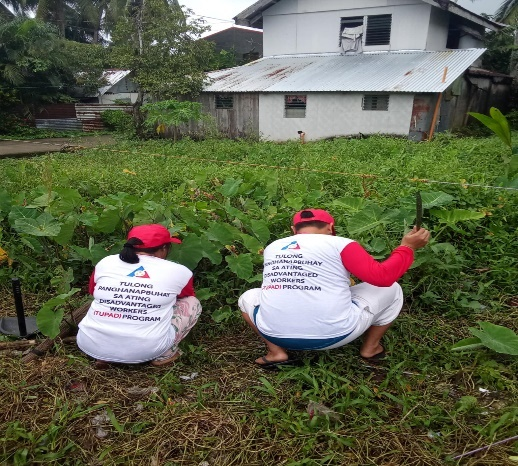 TULONG
PANGHANAPBUHAY
SA ATING
DISADVANTAGED
WORKERS
(TUPAD) PROGRAM
TULONG
PANGHANAPBUHAY
SA ATING
DISADVANTAGED
WORKERS
(TUPAD) PROGRAM